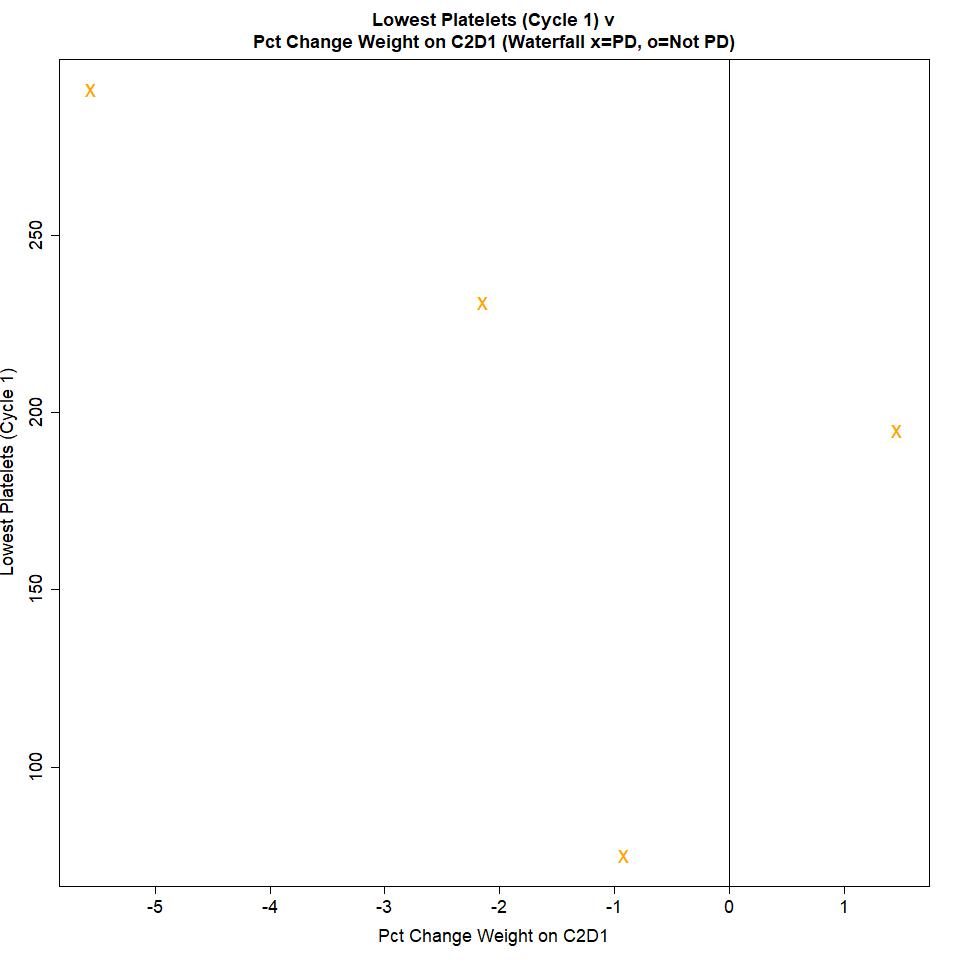 Lowest Platelets (Cycle 1) v
Pct Change Weight on C2D1 (Waterfall x=PD, o=Not PD)
X
250
X
200
X
Lowest Platelets (Cycle 1)
150
100
X
-5 -4 -3 -2 -1 0 1
Pct Change Weight on C2D1